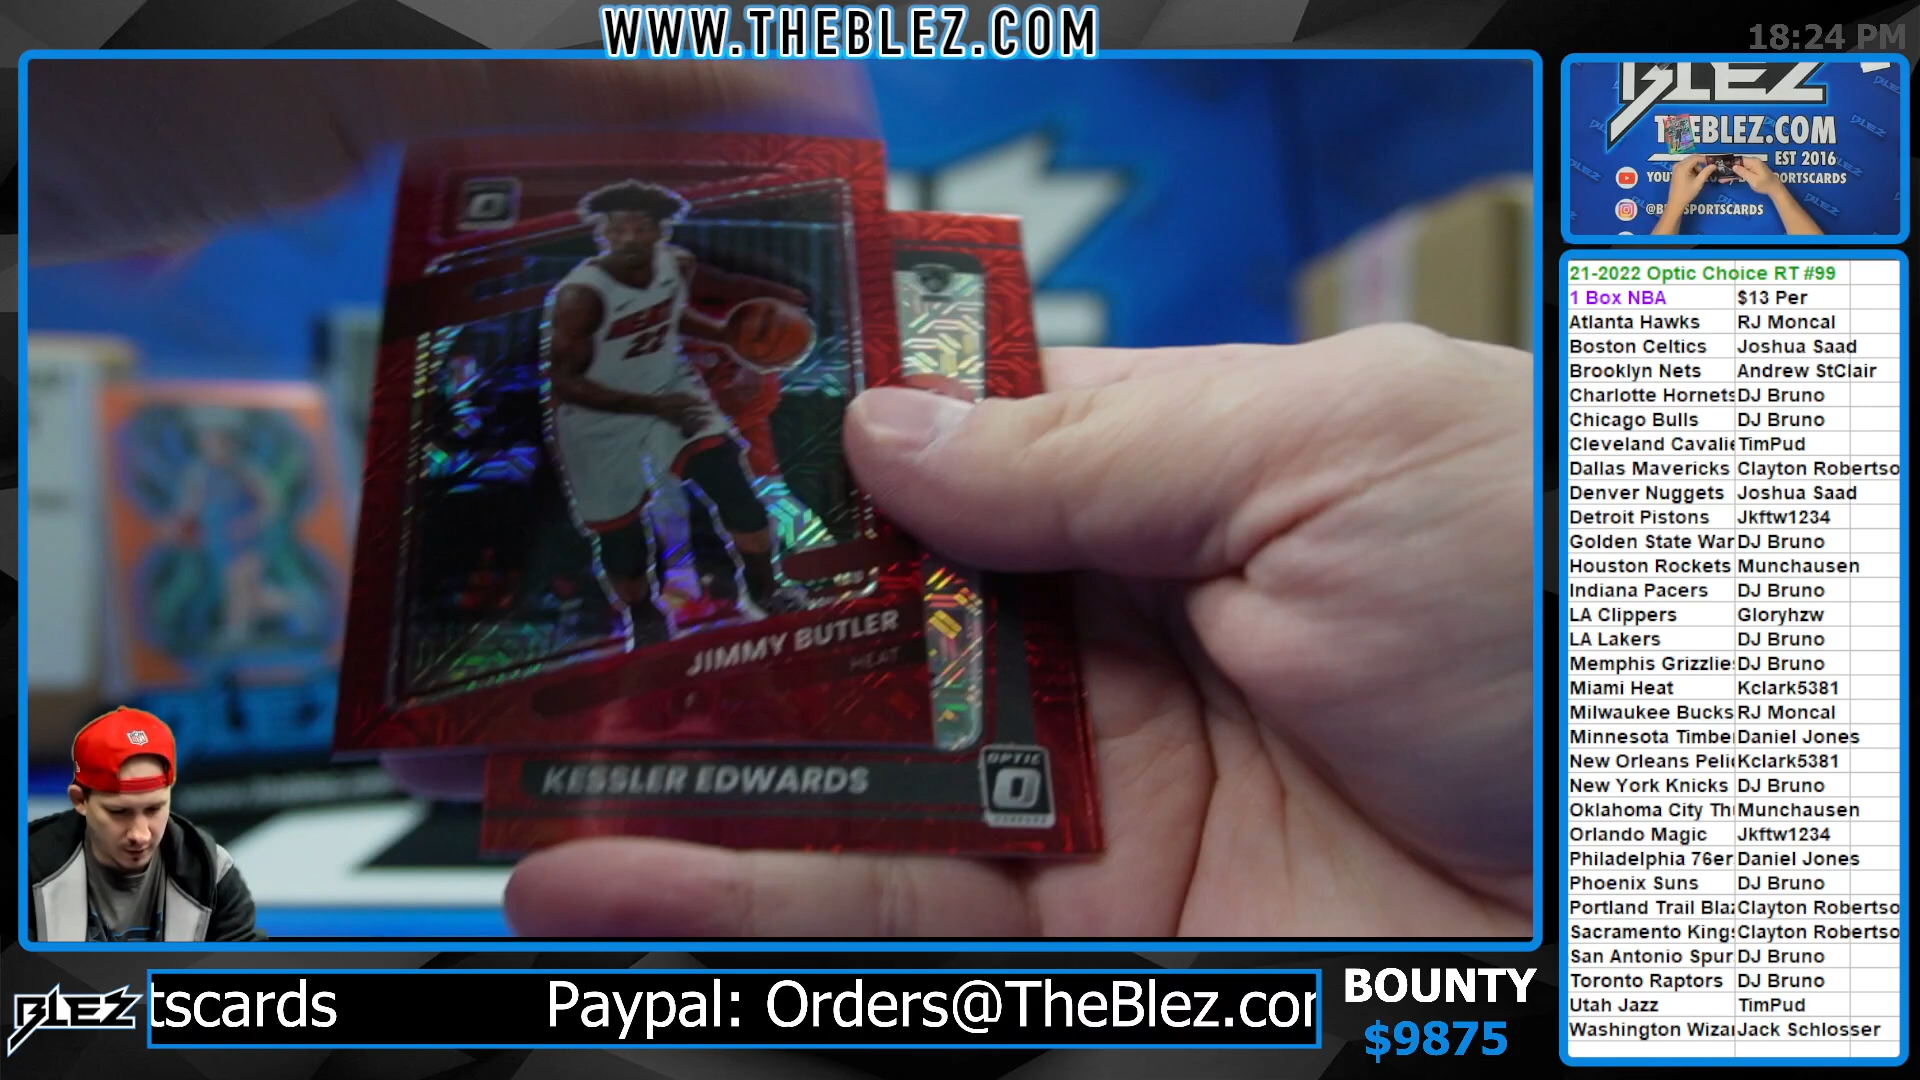 WWW.THEBLEZ.COM
18:24 PM
BLEZ
THEBLEZ.COM
EST 2016
21-2022 Optic Choice RT #99
1 Box NBA $13 Per
Atlanta Hawks RJ Moncal
Boston Celtics Joshua Saad
Brooklyn Nets Andrew StClair
Charlotte Hornets DJ Bruno
Chicago Bulls DJ Bruno
Cleveland Cavalie TimPud
Dallas Mavericks Clayton Robertso
Denver Nuggets Joshua Saad
Detroit Pistons Jkftw1234
Golden State War DJ Bruno
Houston Rockets Munchausen
Indiana Pacers DJ Bruno
LA Clippers Gloryhzw
LA Lakers DJ Bruno
Memphis Grizzlies DJ Bruno
Miami Heat Kclark5381
Milwaukee Bucks RJ Moncal
Minnesota Timbe Daniel Jones
New Orleans Peli Kclark5381
New York Knicks DJ Bruno
Oklahoma City Th Munchausen
Orlando Magic Jkftw1234
Philadelphia 76er Daniel Jones
Phoenix Suns DJ Bruno
Portland Trail Bla Clayton Robertso
Sacramento Kings Clayton Robertso
San Antonio Spur DJ Bruno
Toronto Raptors DJ Bruno
Utah Jazz TimPud
Washington Wiza Jack Schlosser
JIMMY BUTLER
HEAT
KESSLER EDWARDS
OPTIC
BLEZ
tscards Paypal: Orders@TheBlez.com
BOUNTY
$9875